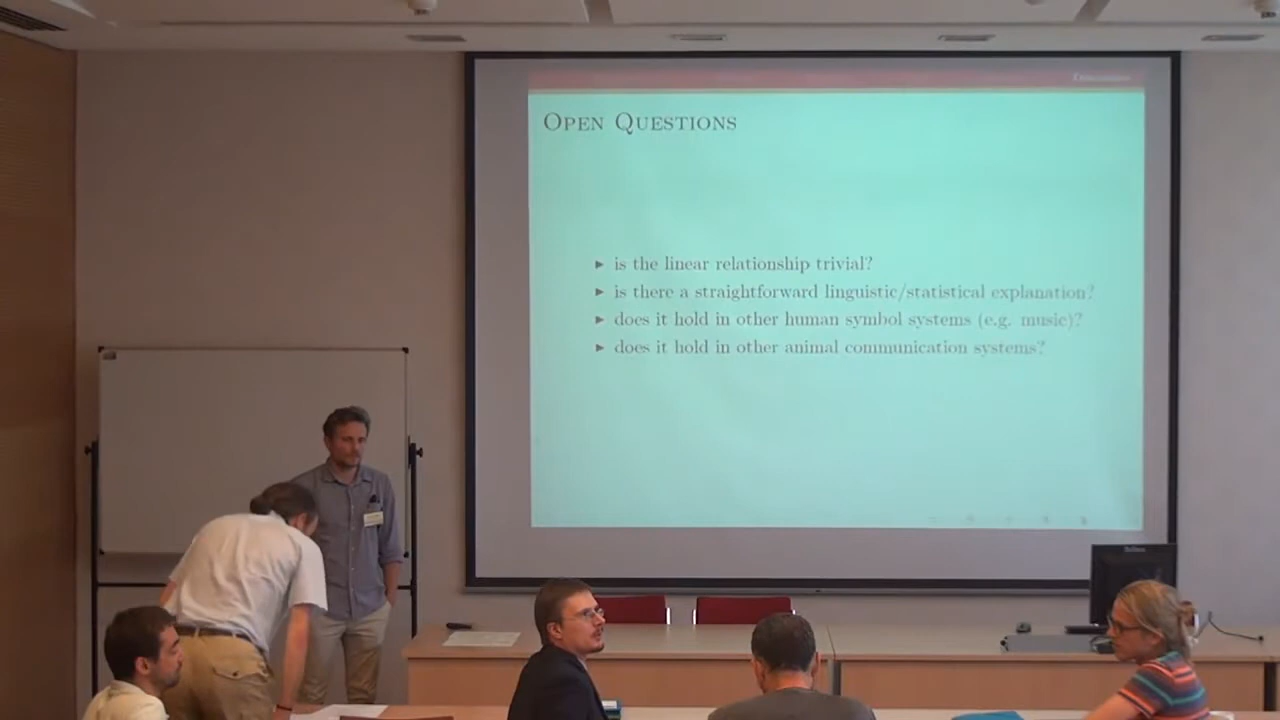 Open Questions
▸ is the linear relationship trivial?
▸ is there a straightforward linguistic/statistical explanation?
▸ does it hold in other human symbol systems (e.g. music)?
▸ does it hold in other animal communication systems?